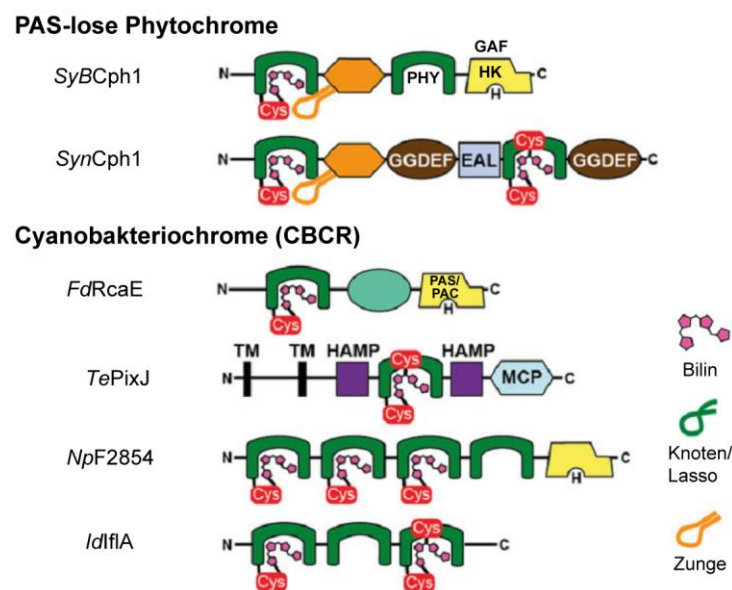 PAS-lose Phytochrome
GAF
SyBCph1 N PHY HK C
H
Cys
SynCph1 N Cys GGDEF EAL GGDEF C
Cys Cys
Cyanobakteriochrome (CBCR)
PAS/
FdRcaE N PAC C
H
Cys
TM TM HAMP HAMP
Cys
TePixJ N MCP C
Cys
Bilin
NpF2854 N C
H
Cys Cys Cys
Knoten/
Lasso
Cys
IdIflA N C
Cys Cys
Zunge